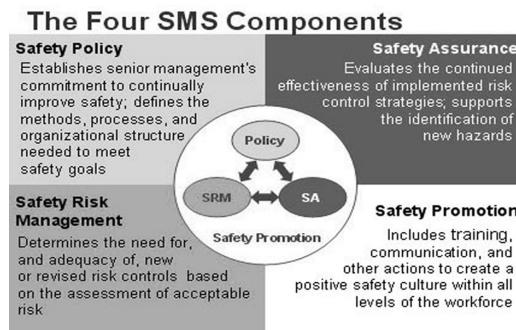 The Four SMS Components
Safety Policy
Establishes senior management's
commitment to continually
improve safety; defines the
methods, processes, and
organizational structure
needed to meet
safety goals
Safety Assurance
Evaluates the continued
effectiveness of implemented risk
control strategies; supports
the identification of
new hazards
Policy
SRM
SA
Safety Promotion
Safety Risk
Management
Determines the need for,
and adequacy of, new
or revised risk controls based
on the assessment of acceptable
risk
Safety Promotion
Includes training,
communication, and
other actions to create a
positive safety culture within all
levels of the workforce